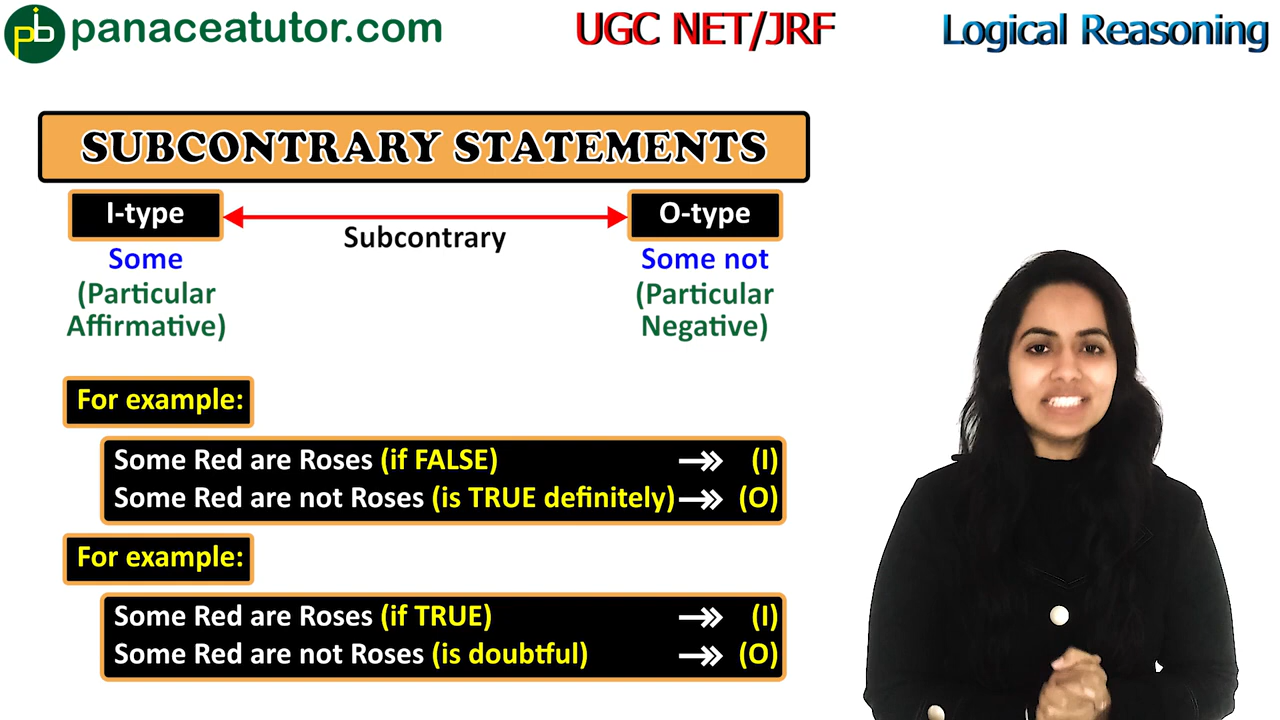 panaceatutor.com
UGC NET/JRF
Logical Reasoning
SUBCONTRARY STATEMENTS
I-type
O-type
Subcontrary
Some
Some not
(Particular
Affirmative)
(Particular
Negative)
For example:
Some Red are Roses (if FALSE) (I)
Some Red are not Roses (is TRUE definitely) (O)
For example:
Some Red are Roses (if TRUE) (I)
Some Red are not Roses (is doubtful) (O)